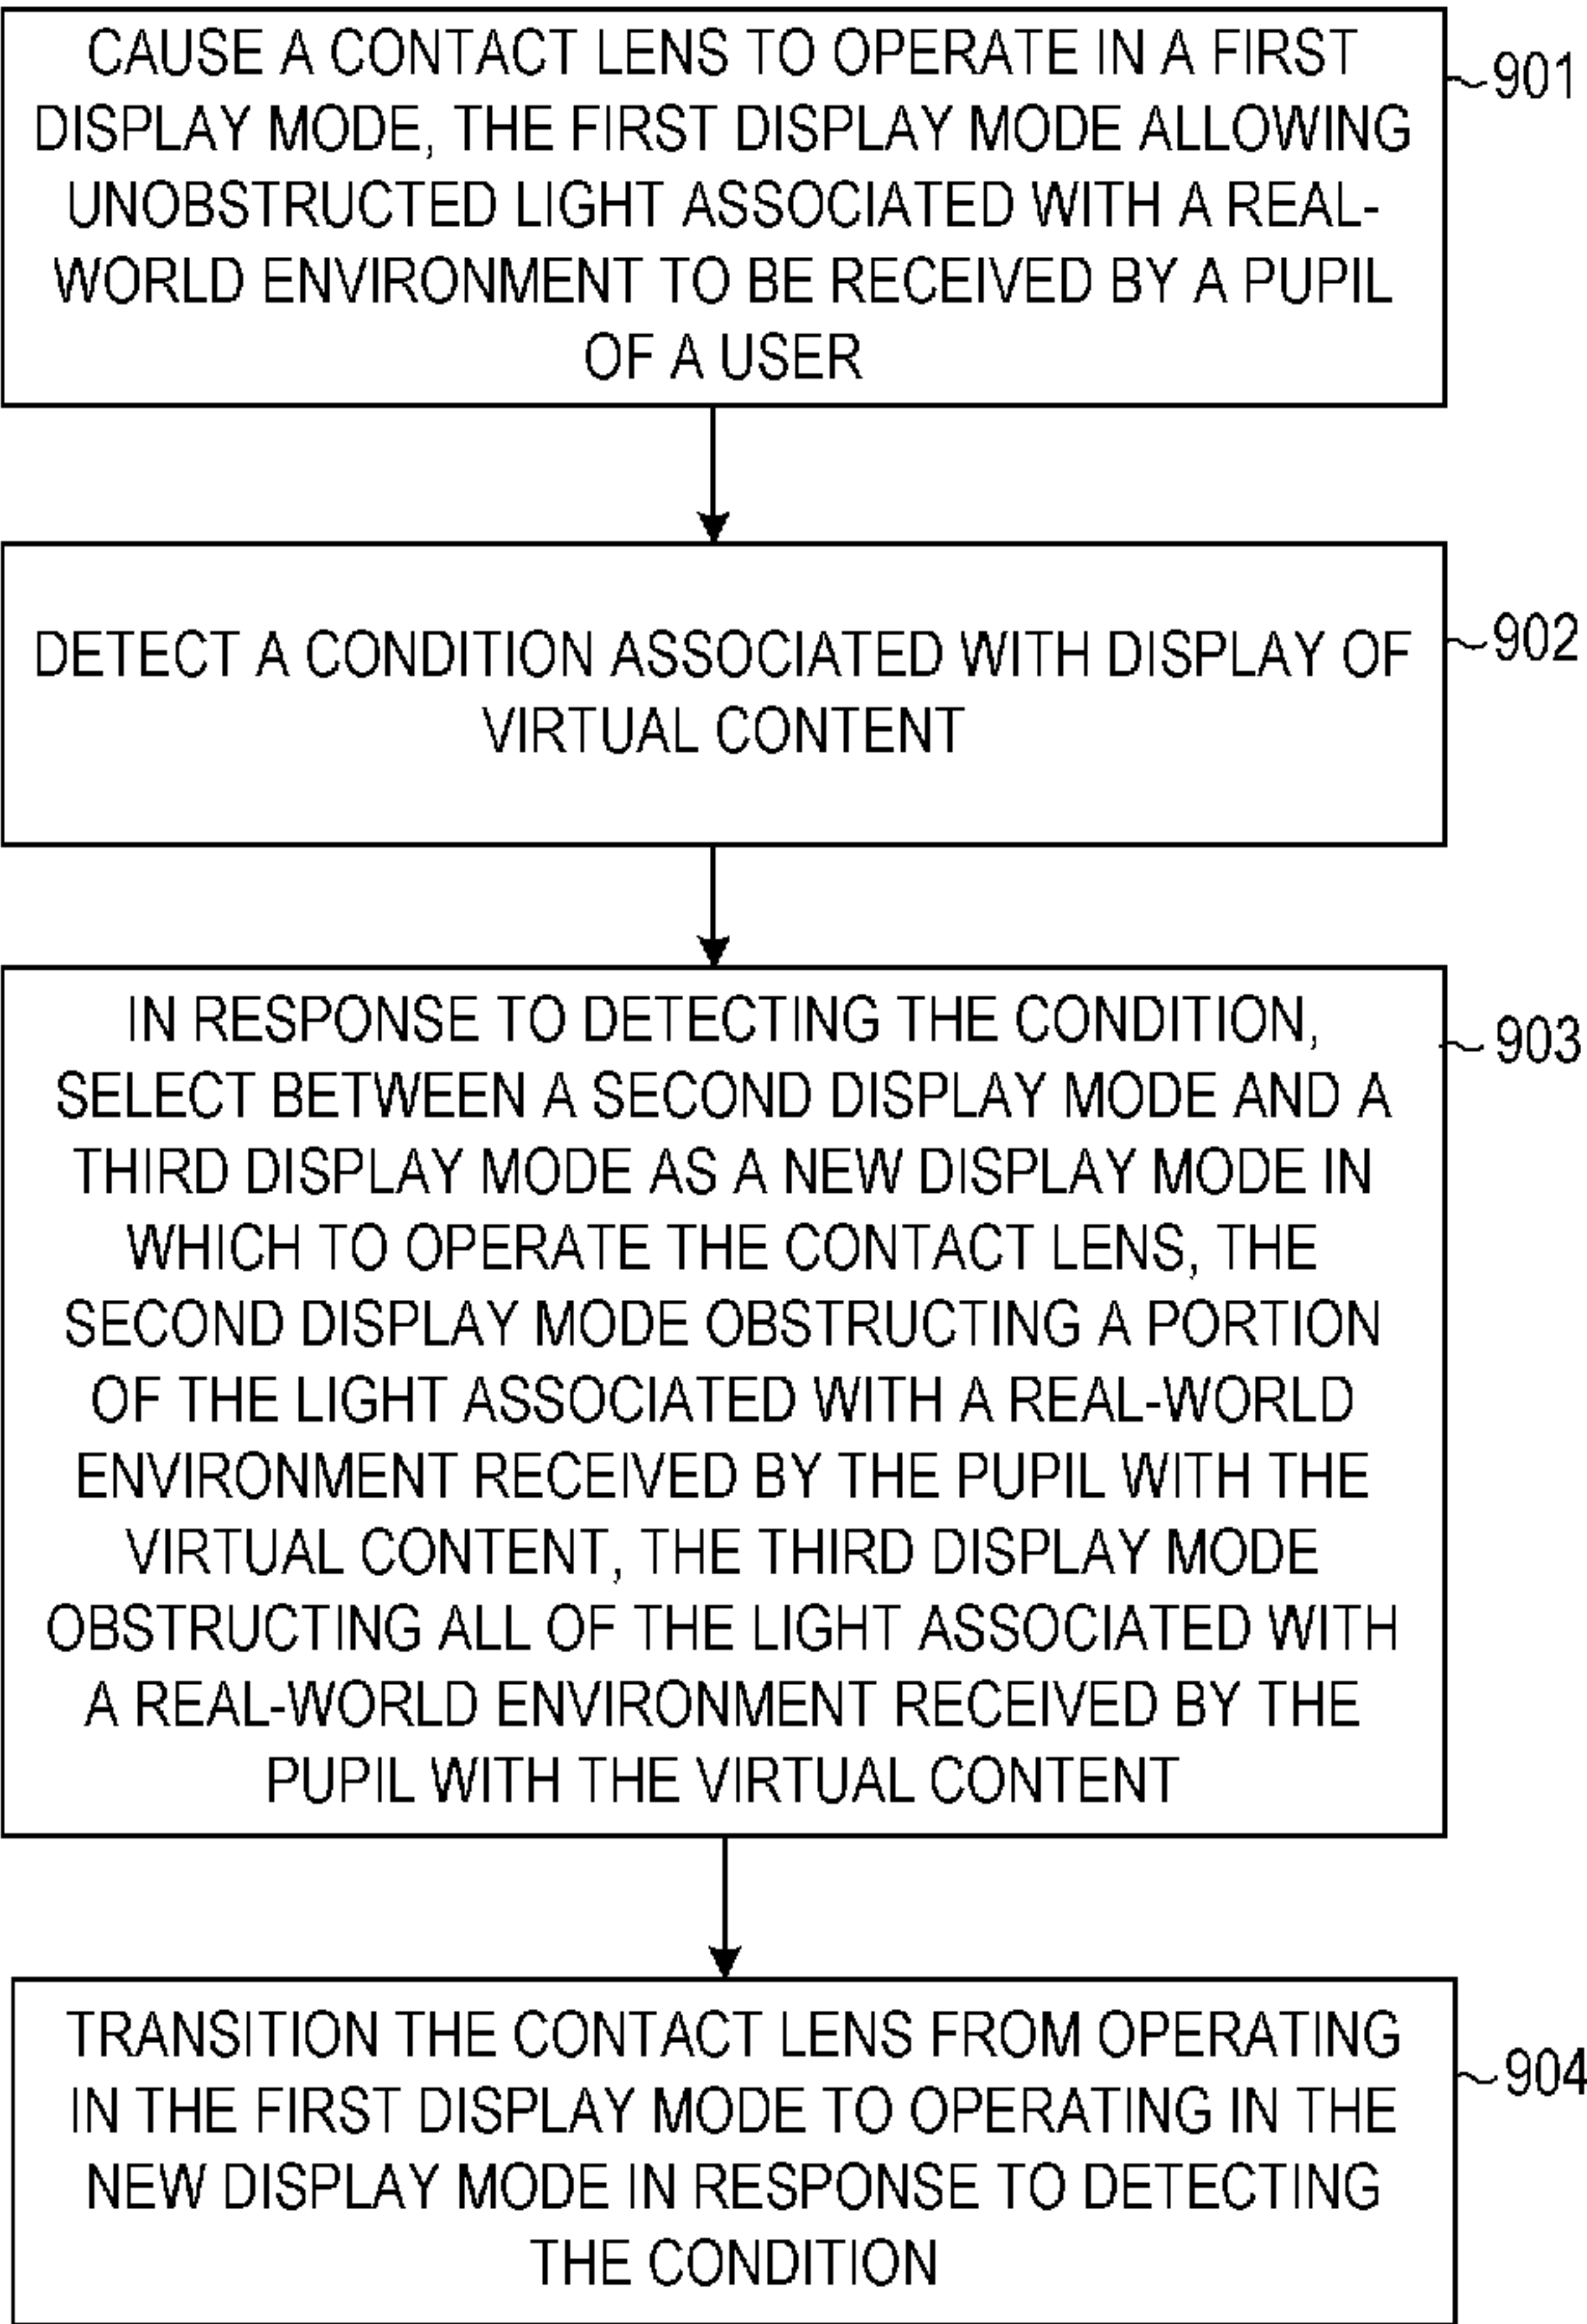 CAUSE A CONTACT LENS TO OPERATE IN A FIRST
DISPLAY MODE, THE FIRST DISPLAY MODE ALLOWING
UNOBSTRUCTED LIGHT ASSOCIATED WITH A REAL-
WORLD ENVIRONMENT TO BE RECEIVED BY A PUPIL
OF A USER
901
DETECT A CONDITION ASSOCIATED WITH DISPLAY OF
VIRTUAL CONTENT
902
IN RESPONSE TO DETECTING THE CONDITION,
SELECT BETWEEN A SECOND DISPLAY MODE AND A
THIRD DISPLAY MODE AS A NEW DISPLAY MODE IN
WHICH TO OPERATE THE CONTACT LENS, THE
SECOND DISPLAY MODE OBSTRUCTING A PORTION
OF THE LIGHT ASSOCIATED WITH A REAL-WORLD
ENVIRONMENT RECEIVED BY THE PUPIL WITH THE
VIRTUAL CONTENT, THE THIRD DISPLAY MODE
OBSTRUCTING ALL OF THE LIGHT ASSOCIATED WITH
A REAL-WORLD ENVIRONMENT RECEIVED BY THE
PUPIL WITH THE VIRTUAL CONTENT
903
TRANSITION THE CONTACT LENS FROM OPERATING
IN THE FIRST DISPLAY MODE TO OPERATING IN THE
NEW DISPLAY MODE IN RESPONSE TO DETECTING
THE CONDITION
904